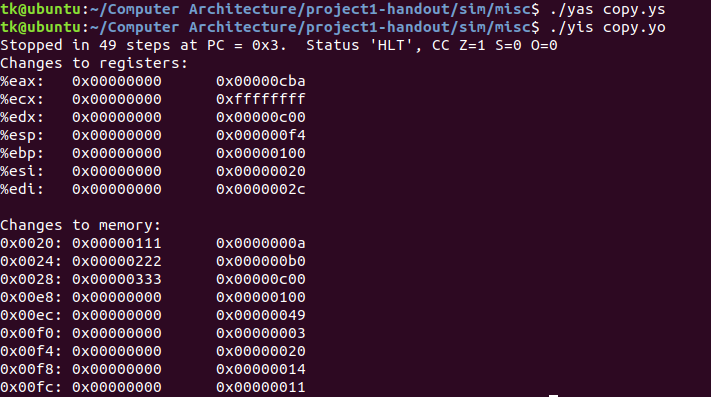 tk@ubuntu:~/Computer Architecture/project1-handout/sim/misc$ ./yas copy.ys
tk@ubuntu:~/Computer Architecture/project1-handout/sim/misc$ ./yis copy.yo
Stopped in 49 steps at PC = 0x3.  Status 'HLT', CC Z=1 S=0 O=0
Changes to registers:
%eax:   0x00000000      0x00000cba
%ecx:   0x00000000      0xffffffff
%edx:   0x00000000      0x00000c00
%esp:   0x00000000      0x000000f4
%ebp:   0x00000000      0x00000100
%esi:   0x00000000      0x00000020
%edi:   0x00000000      0x0000002c

Changes to memory:
0x0020: 0x00000111      0x0000000a
0x0024: 0x00000222      0x000000b0
0x0028: 0x00000333      0x00000c00
0x00e8: 0x00000000      0x00000100
0x00ec: 0x00000000      0x00000049
0x00f0: 0x00000000      0x00000003
0x00f4: 0x00000000      0x00000020
0x00f8: 0x00000000      0x00000014
0x00fc: 0x00000000      0x00000011